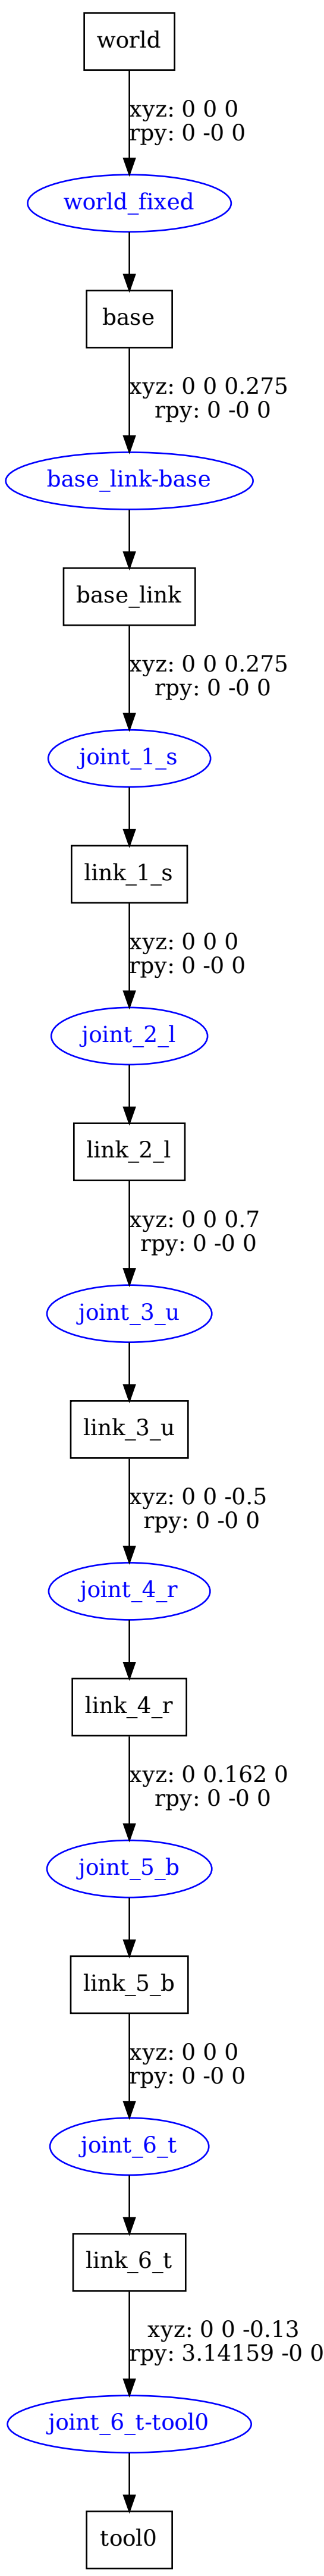 world
xyz: 0 0 0
rpy: 0 -0 0
world_fixed
base
xyz: 0 0 0.275
rpy: 0 -0 0
base_link-base
base_link
xyz: 0 0 0.275
rpy: 0 -0 0
joint_1_s
link_1_s
xyz: 0 0 0
rpy: 0 -0 0
joint_2_l
link_2_l
xyz: 0 0 0.7
rpy: 0 -0 0
joint_3_u
link_3_u
xyz: 0 0 -0.5
rpy: 0 -0 0
joint_4_r
link_4_r
xyz: 0 0.162 0
rpy: 0 -0 0
joint_5_b
link_5_b
xyz: 0 0 0
rpy: 0 -0 0
joint_6_t
link_6_t
xyz: 0 0 -0.13
rpy: 3.14159 -0 0
joint_6_t-tool0
tool0